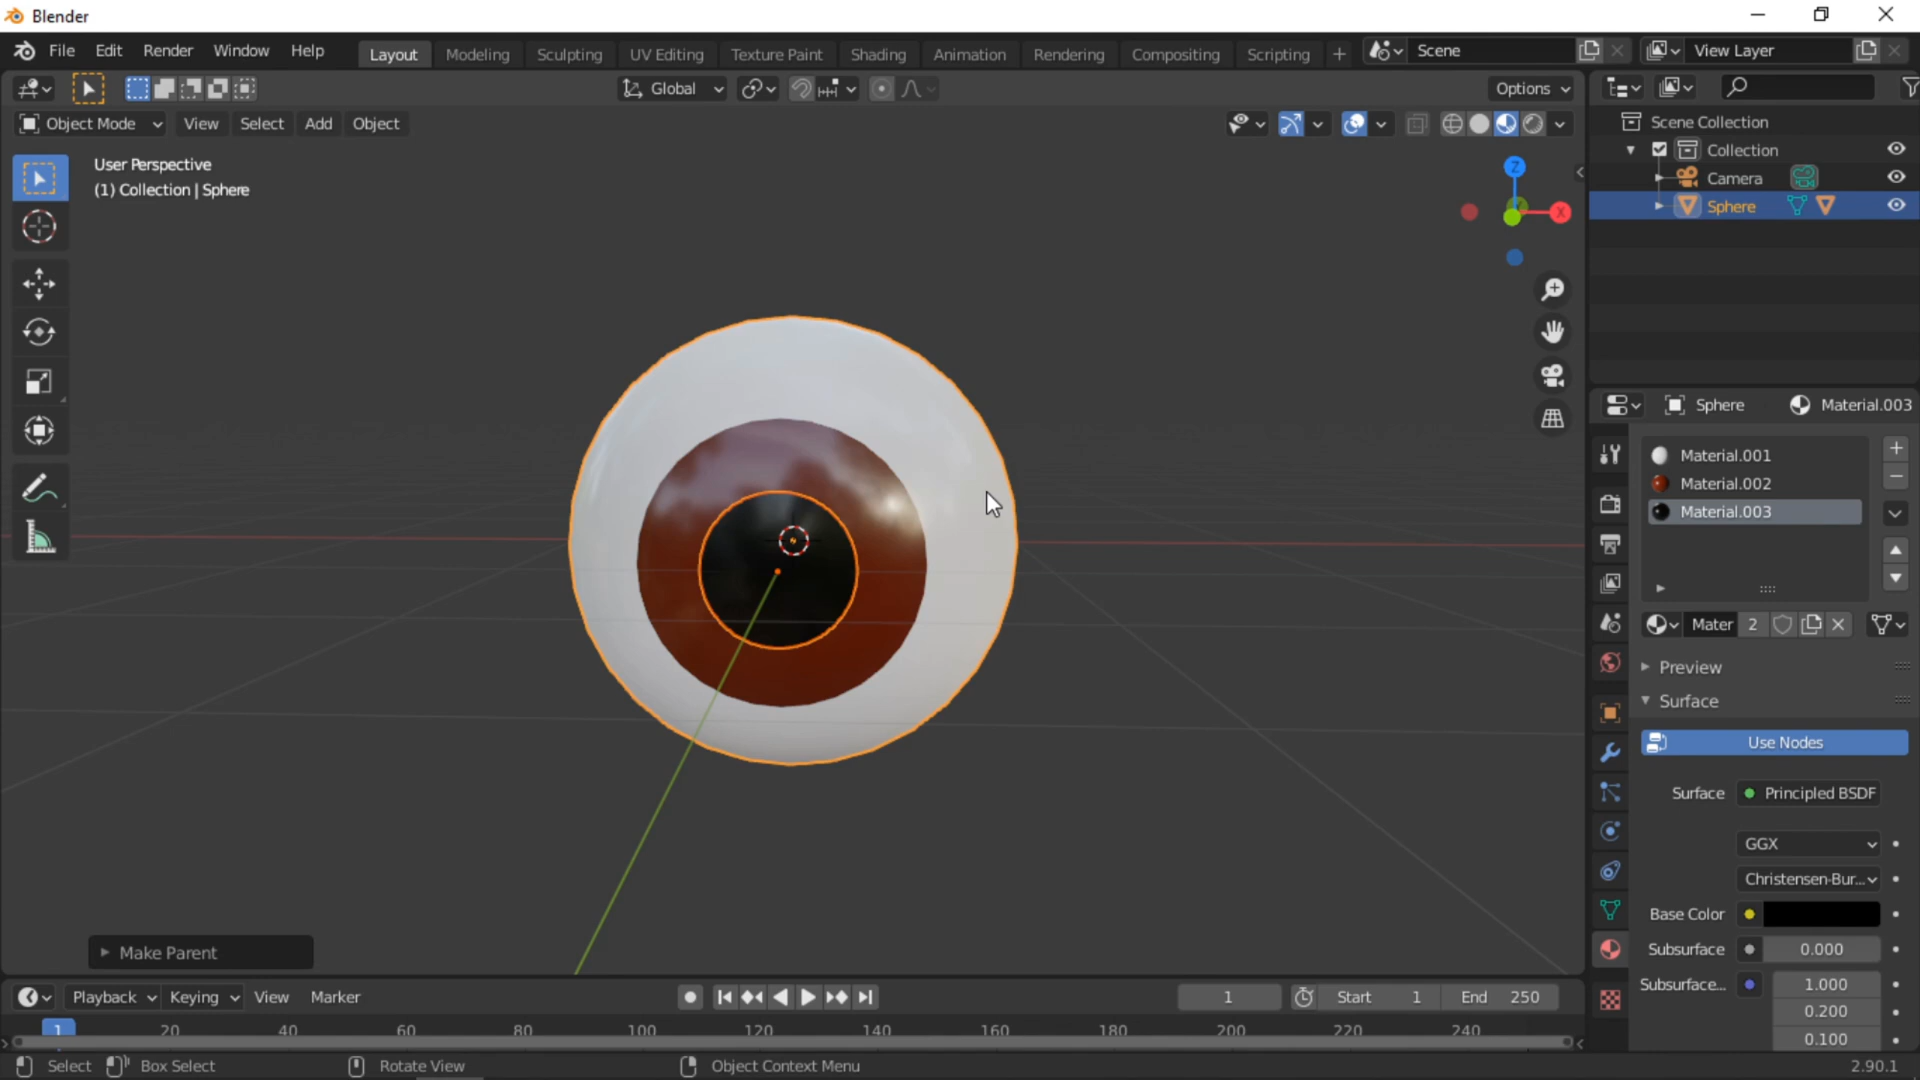 Blender
File Edit Render Window Help Layout Modeling Sculpting UV Editing Texture Paint Shading Animation Rendering Compositing Scripting + Scene View Layer
Global Options
Object Mode View Select Add Object
User Perspective
(1) Collection | Sphere
Z
X
Scene Collection
Collection
Camera
Sphere
Sphere Material.003
Material.001
Material.002
Material.003
Mater 2
Preview
Surface
Use Nodes
Surface Principled BSDF
GGX
Christensen-Bur...
Base Color
Subsurface 0.000
Subsurface... 1.000
0.200
0.100
Make Parent
Playback Keying View Marker 1 Start 1 End 250
1 20 40 60 80 100 120 140 160 180 200 220 240
Select Box Select Rotate View Object Context Menu 2.90.1